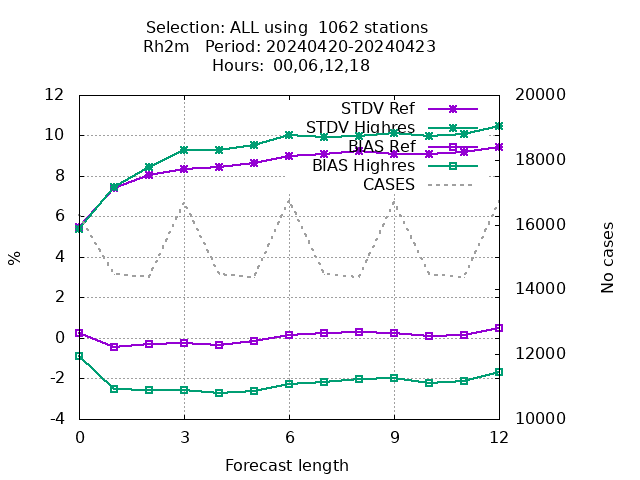 Selection: ALL using  1062 stations
Rh2m   Period: 20240420-20240423
Hours:  00,06,12,18
12
10
8
6
4
2
0
-2
-4
%
20000
18000
16000
14000
12000
10000
No cases
STDV Ref
STDV Highres
BIAS Ref
BIAS Highres
CASES
0 3 6 9 12
Forecast length